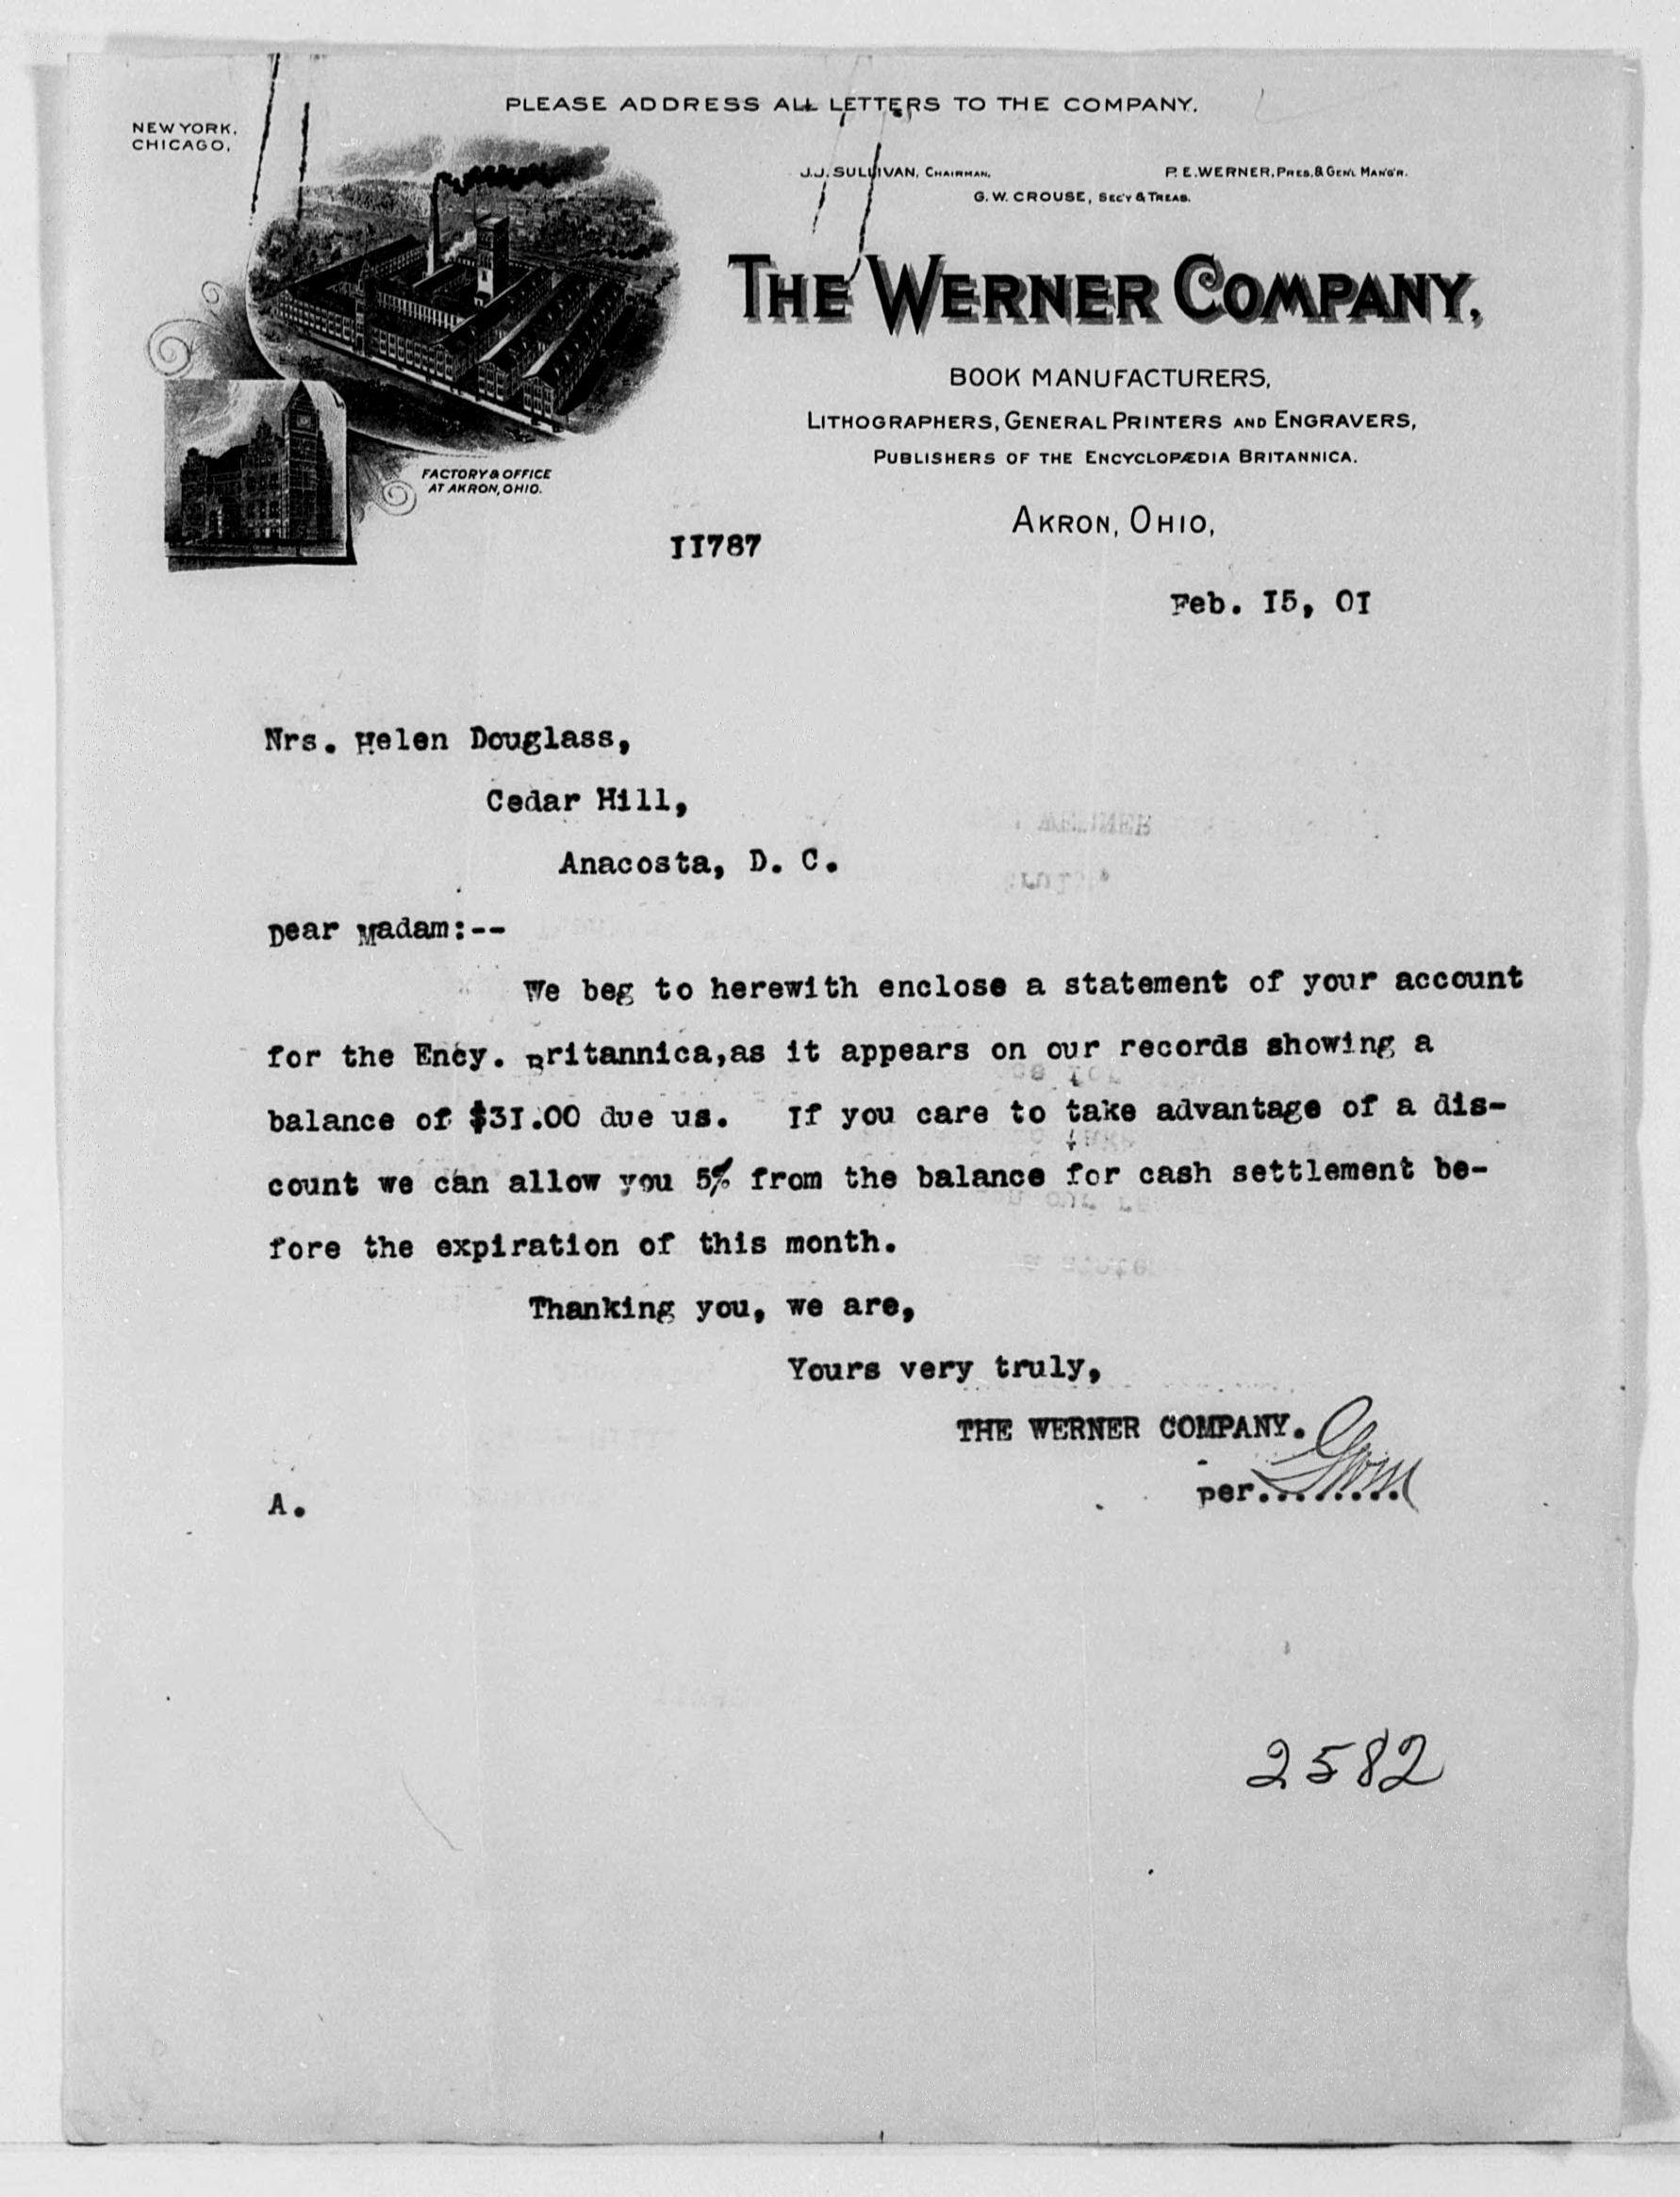 PLEASE ADDRESS ALL LETTERS TO THE COMPANY.
NEW YORK,
CHICAGO,
J.J. SULLIVAN, CHAIRMAN,
P. E. WERNER, PRES. & GEN'L MAN'G'R.
G. W. CROUSE, SEC'Y & TREAS.
THE WERNER COMPANY,
BOOK MANUFACTURERS,
LITHOGRAPHERS, GENERAL PRINTERS AND ENGRAVERS,
PUBLISHERS OF THE ENCYCLOPÆDIA BRITANNICA.
FACTORY & OFFICE
AT AKRON, OHIO.
AKRON, OHIO,
II787
Feb. I5, OI
Nrs. Helen Douglass,
Cedar Hill,
Anacosta, D. C.
Dear Madam:--
We beg to herewith enclose a statement of your account
for the Ency. Britannica,as it appears on our records showing a
balance of $3I.00 due us. If you care to take advantage of a dis-
count we can allow you 5% from the balance for cash settlement be-
fore the expiration of this month.
Thanking you, we are,
Yours very truly,
THE WERNER COMPANY.
per.........
A.
2582